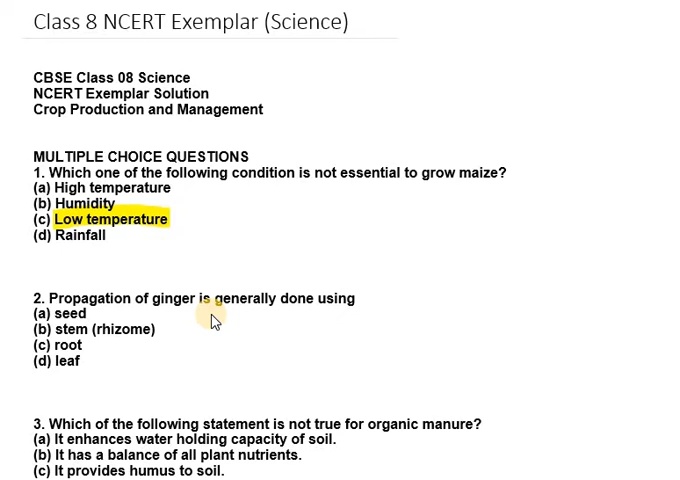 Class 8 NCERT Exemplar (Science)
CBSE Class 08 Science
NCERT Exemplar Solution
Crop Production and Management
MULTIPLE CHOICE QUESTIONS
1. Which one of the following condition is not essential to grow maize?
(a) High temperature
(b) Humidity
(c) Low temperature
(d) Rainfall
2. Propagation of ginger is generally done using
(a) seed
(b) stem (rhizome)
(c) root
(d) leaf
3. Which of the following statement is not true for organic manure?
(a) It enhances water holding capacity of soil.
(b) It has a balance of all plant nutrients.
(c) It provides humus to soil.